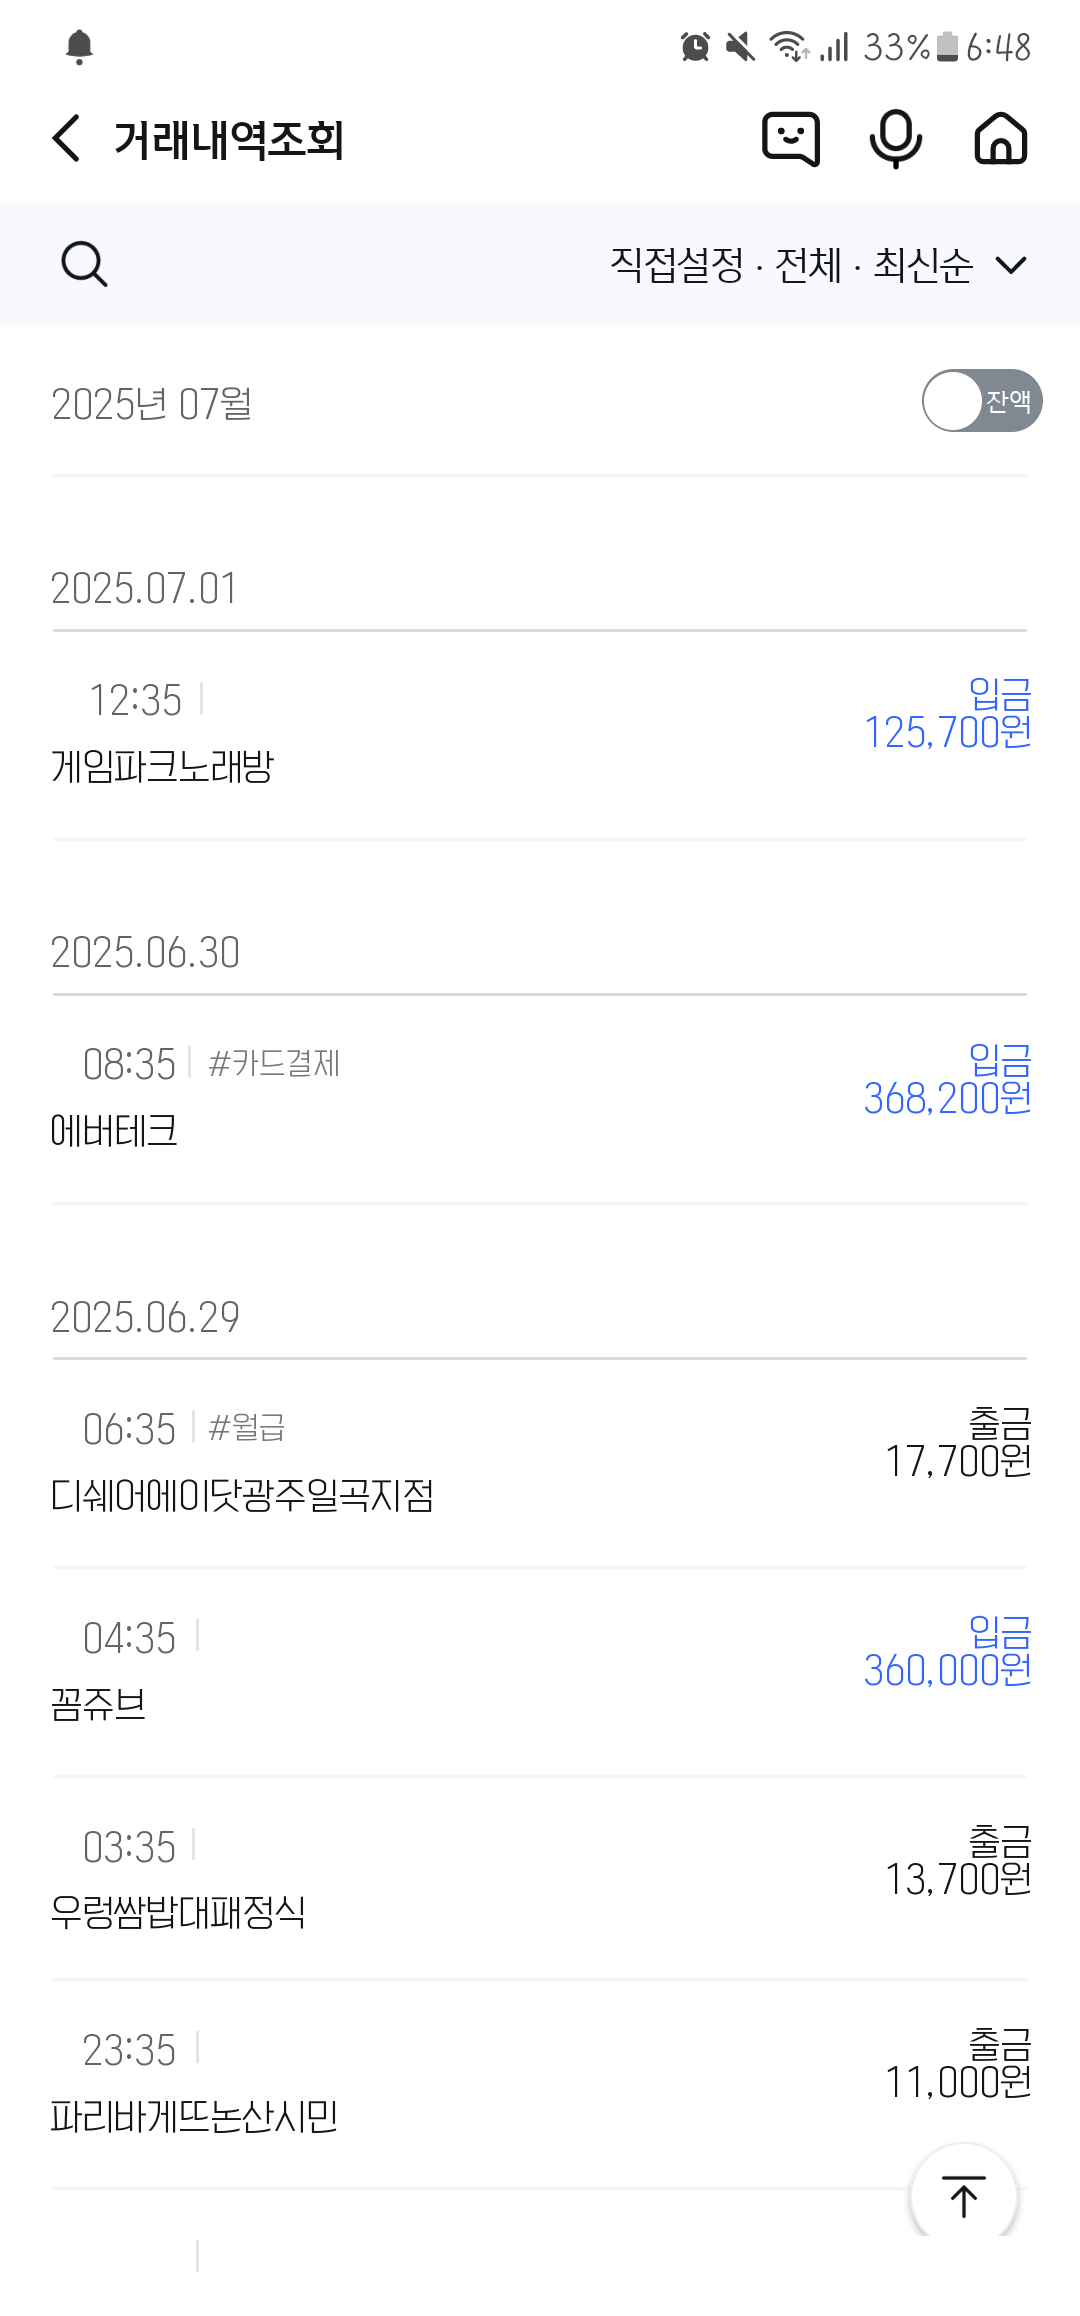 33% 6:48
거래내역조회
직접설정 · 전체 · 최신순
2025년 07월
잔액
2025.07.01
12:35
입금
125,700원
게임파크노래방
2025.06.30
08:35 #카드결제
입금
368,200원
에버테크
2025.06.29
06:35 #월급
출금
17,700원
디쉐어에이닷광주일곡지점
04:35
입금
360,000원
꼼쥬브
03:35
출금
13,700원
우렁쌈밥대패정식
23:35
출금
11,000원
파리바게뜨논산시민